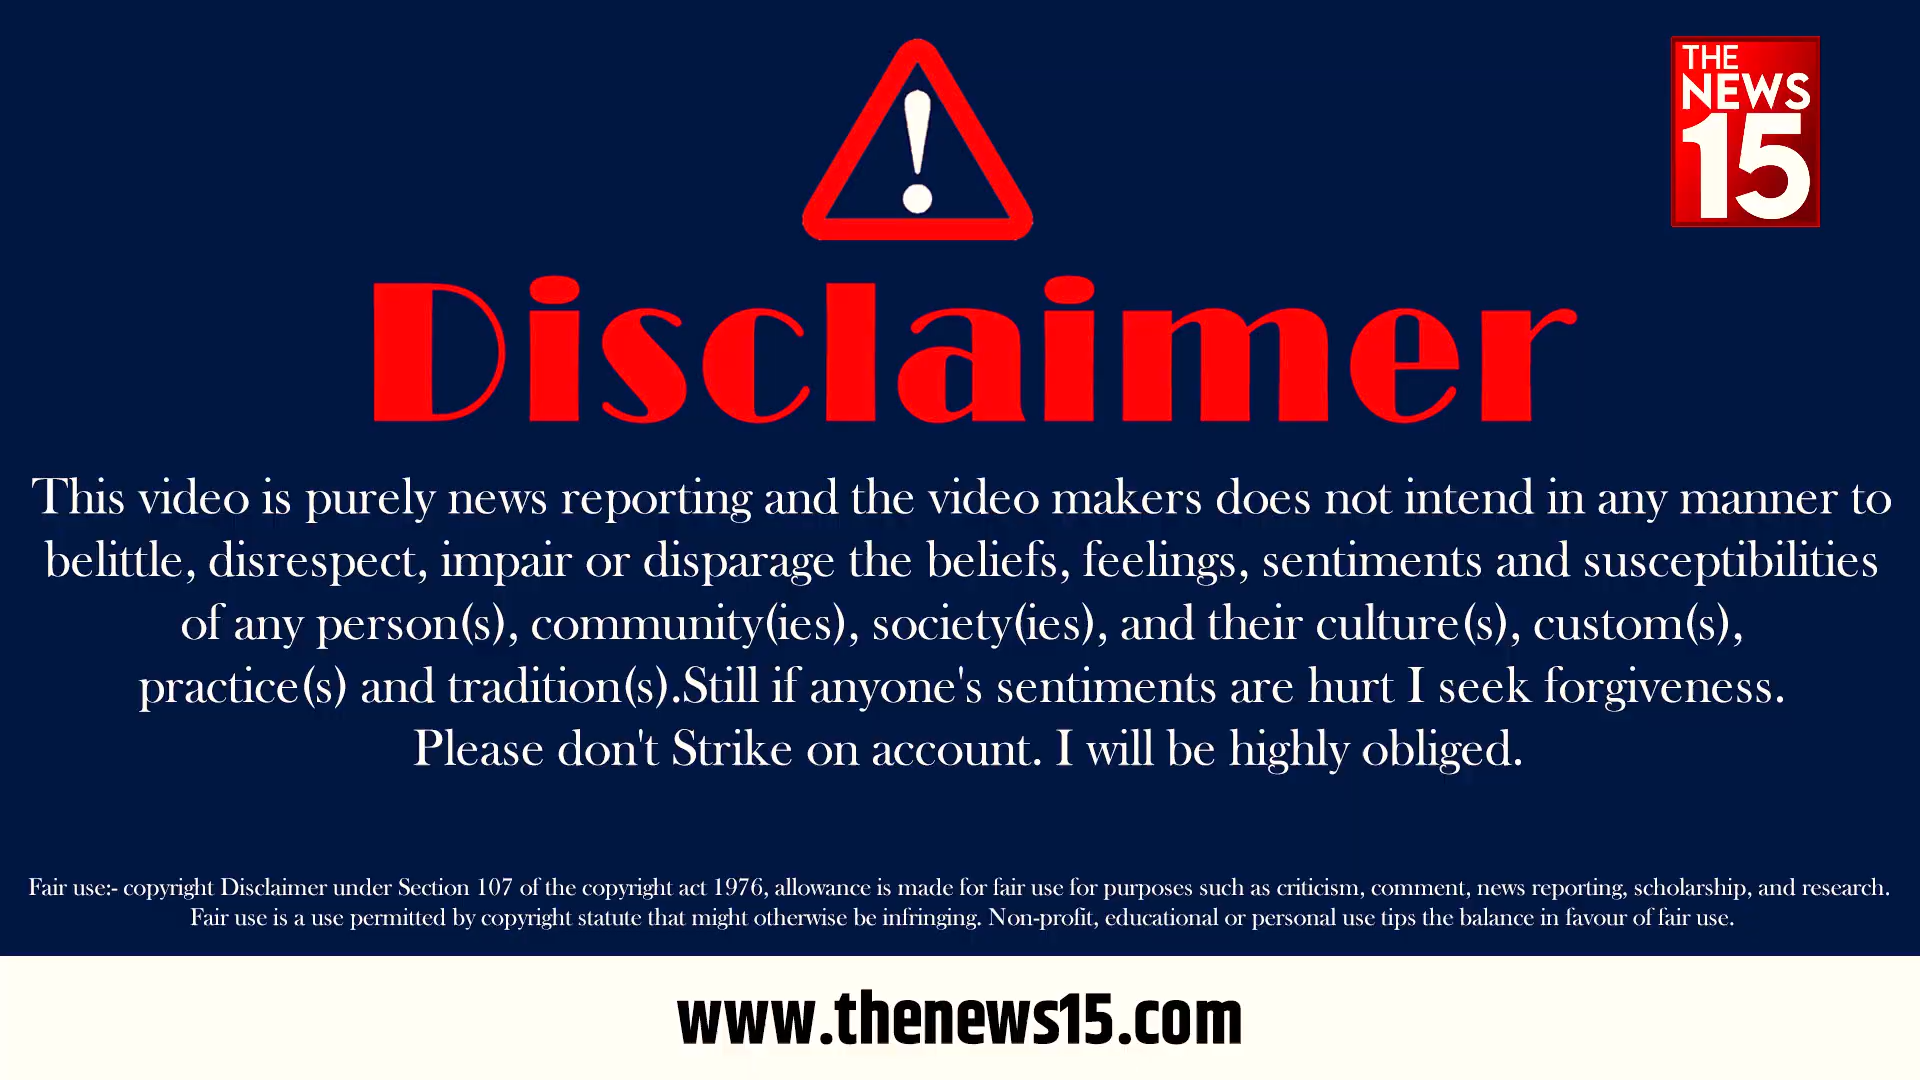 THE
NEWS
15
Disclaimer
This video is purely news reporting and the video makers does not intend in any manner to
belittle, disrespect, impair or disparage the beliefs, feelings, sentiments and susceptibilities
of any person(s), community(ies), society(ies), and their culture(s), custom(s),
practice(s) and tradition(s).Still if anyone's sentiments are hurt I seek forgiveness.
Please don't Strike on account. I will be highly obliged.
Fair use:- copyright Disclaimer under Section 107 of the copyright act 1976, allowance is made for fair use for purposes such as criticism, comment, news reporting, scholarship, and research.
Fair use is a use permitted by copyright statute that might otherwise be infringing. Non-profit, educational or personal use tips the balance in favour of fair use.
www.thenews15.com